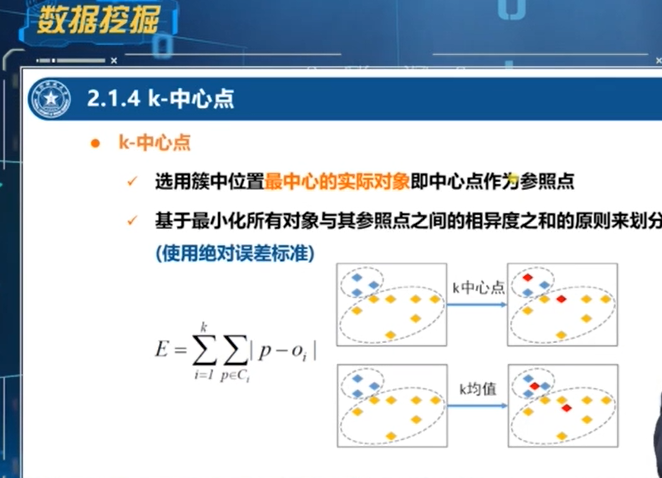 数据挖掘
2.1.4 k-中心点
k-中心点
选用簇中位置最中心的实际对象即中心点作为参照点
基于最小化所有对象与其参照点之间的相异度之和的原则来划分
(使用绝对误差标准)
k中心点
E = \sum_{i=1}^{k} \sum_{p∈C_i} | p − o_i |
k均值